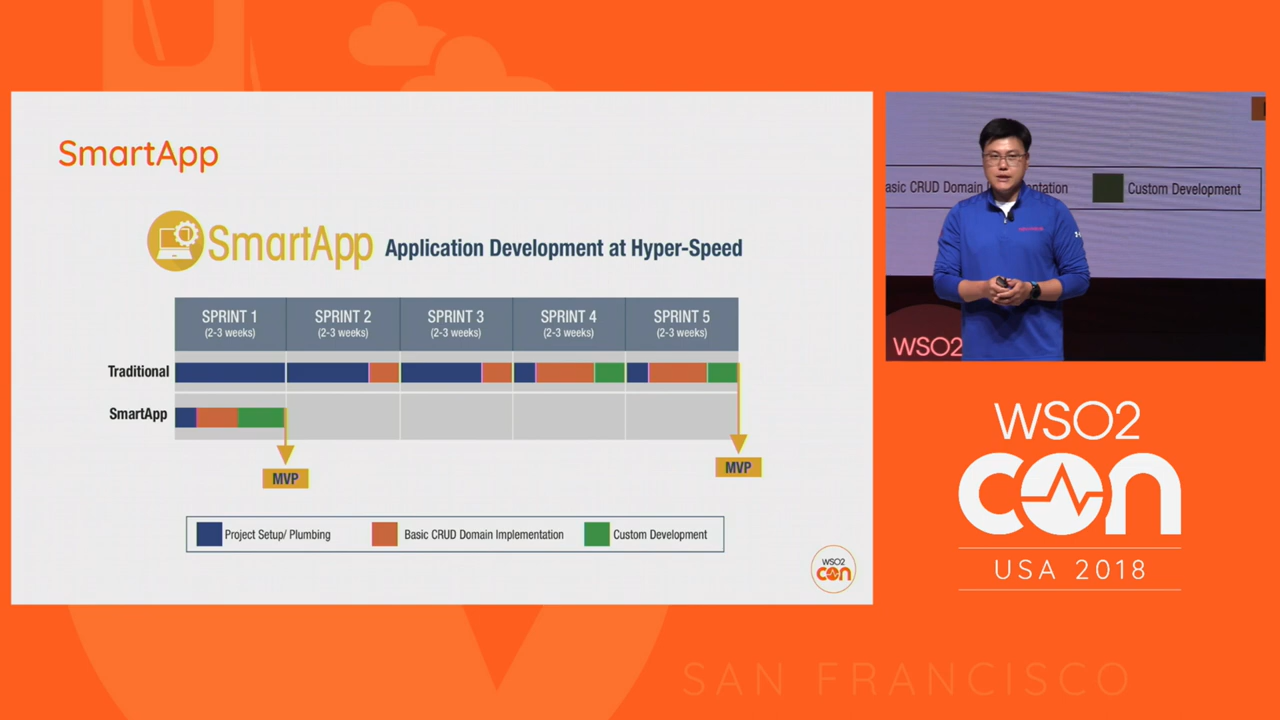 SmartApp
SmartApp Application Development at Hyper-Speed
SPRINT 1 SPRINT 2 SPRINT 3 SPRINT 4 SPRINT 5
(2-3 weeks) (2-3 weeks) (2-3 weeks) (2-3 weeks) (2-3 weeks)
Traditional
SmartApp
MVP
MVP
Project Setup/ Plumbing Basic CRUD Domain Implementation Custom Development
WSO2
con
asic CRUD Domain I ntation Custom Development
WSO2
WSO2
con
USA 2018
SAN FRANCISCO